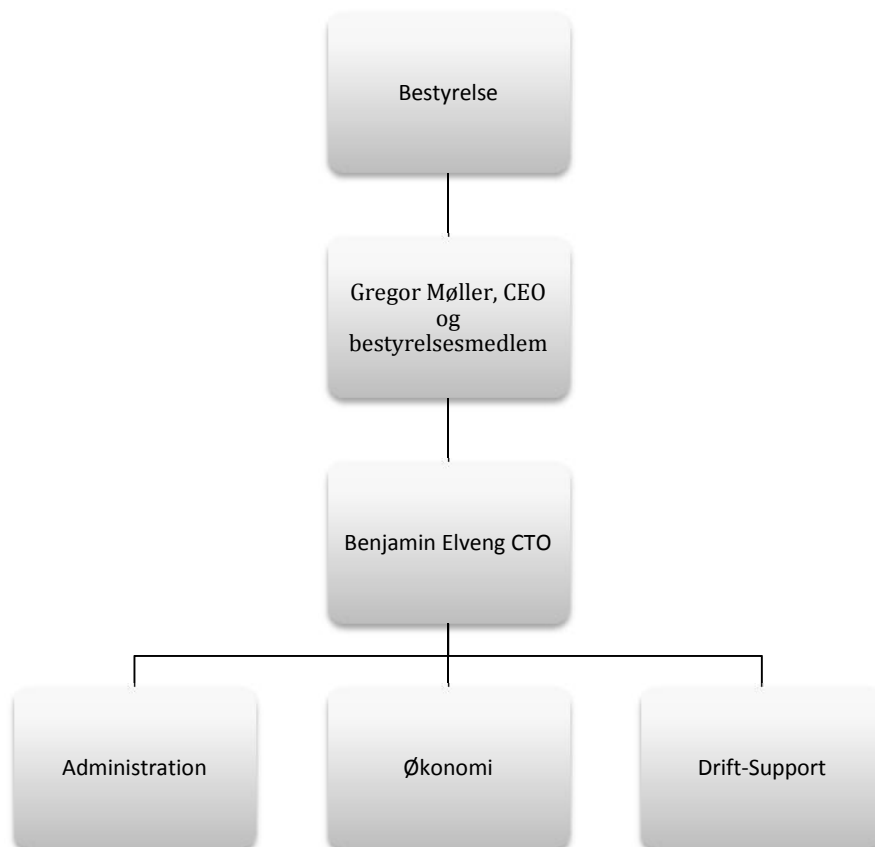 Bestyrelse
Gregor Møller, CEO
og
bestyrelsesmedlem
Benjamin Elveng CTO
Administration
Økonomi
Drift-Support